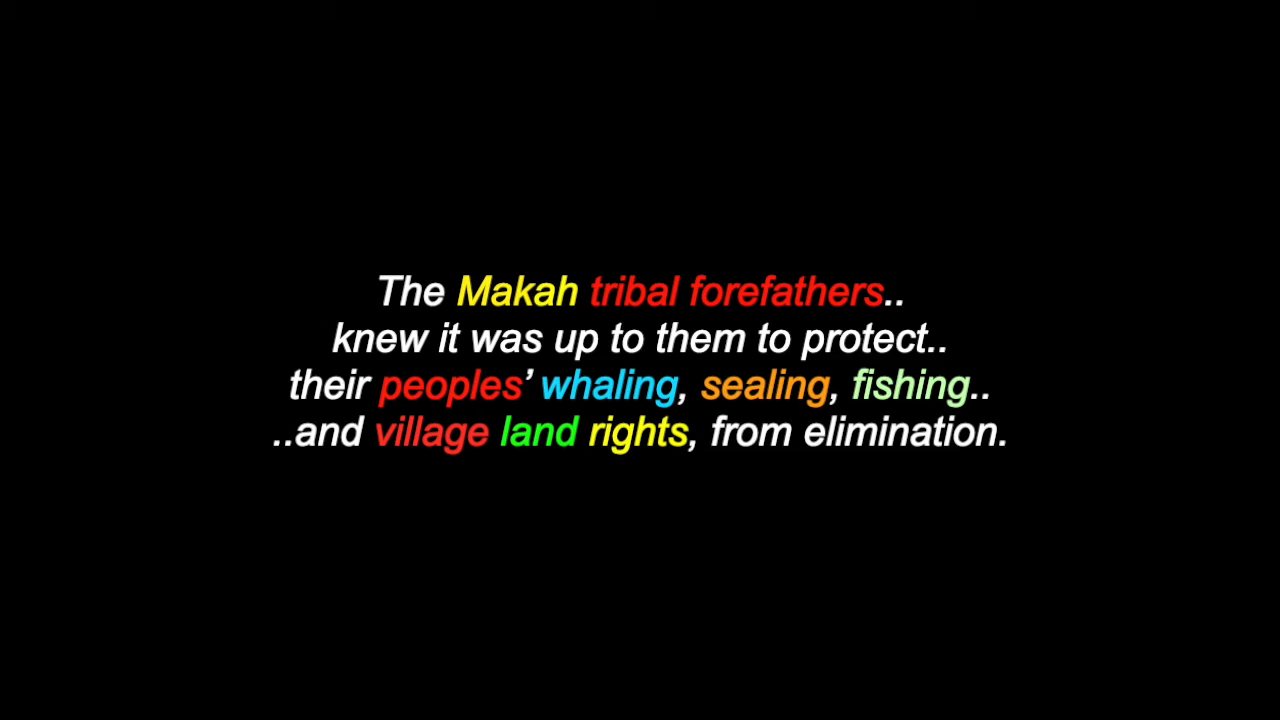 The Makah tribal forefathers..
knew it was up to them to protect..
their peoples’ whaling, sealing, fishing..
..and village land rights, from elimination.